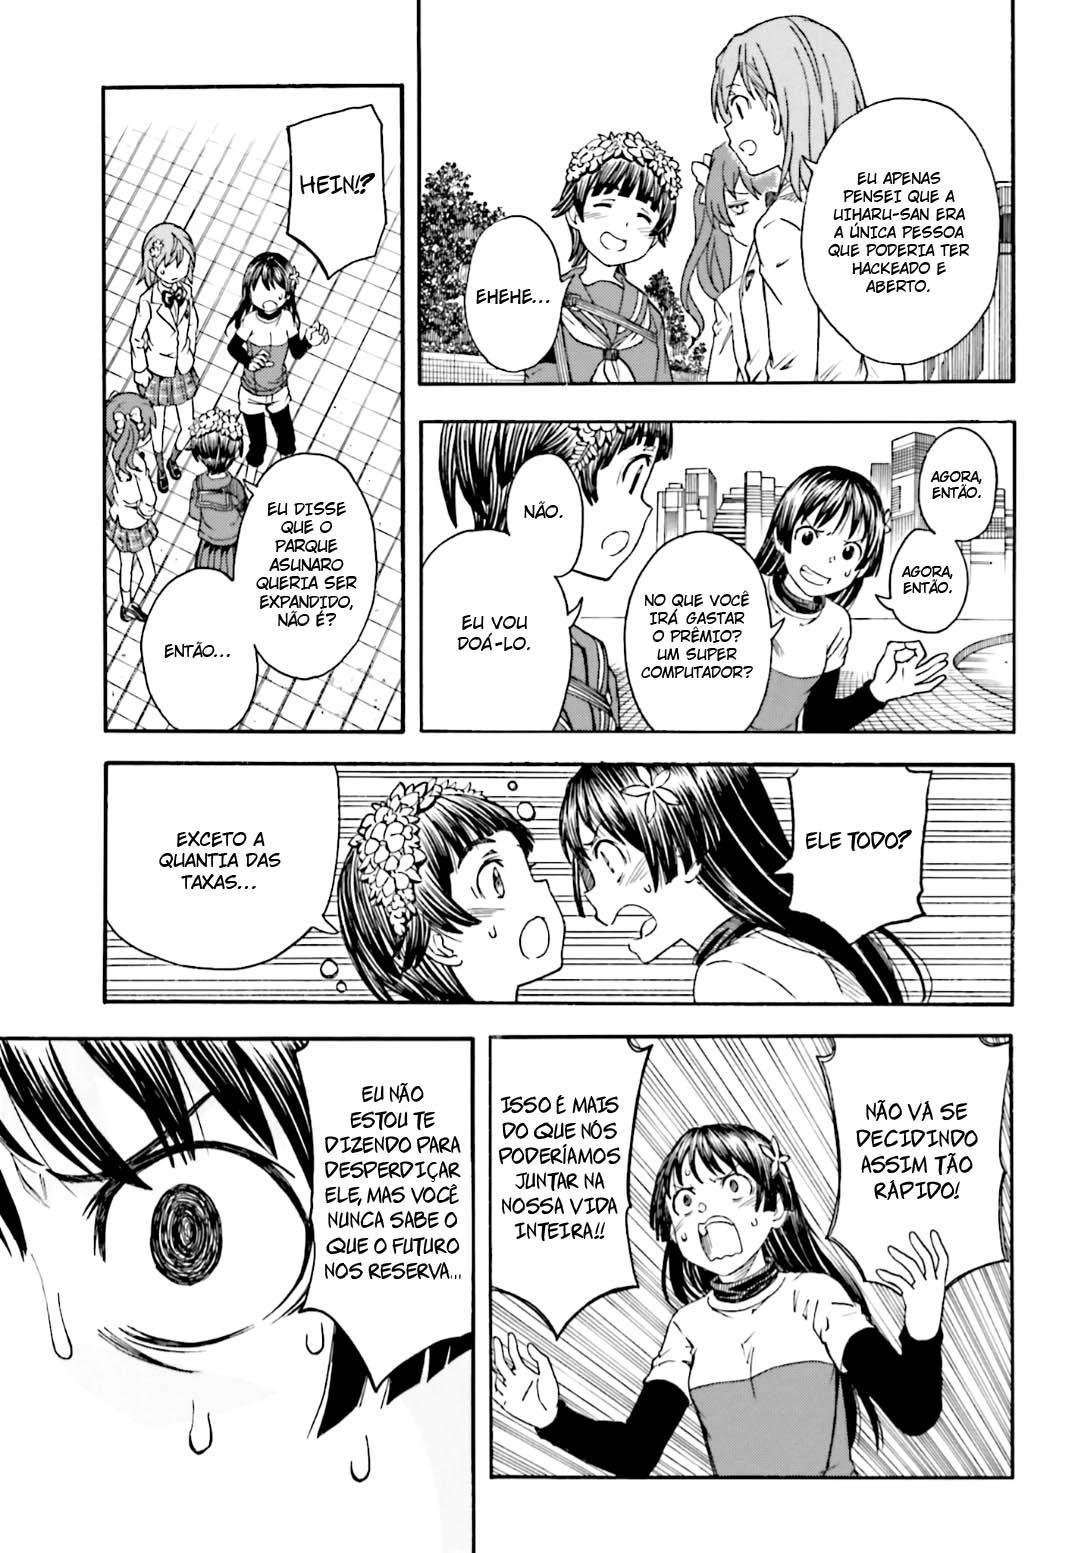 EU APENAS
PENSEI QUE A
UIHARU-SAN ERA
A ÚNICA PESSOA
QUE PODERIA TER
HACKEADO E
ABERTO.
EHEHE...
AGORA,
ENTÃO.
AGORA,
ENTÃO.
NO QUE VOCÊ
IRÁ GASTAR
O PRÊMIO?
UM SUPER
COMPUTADOR?
NÃO.
EU VOU
DOÁ-LO.
HEIN!?
EU DISSE
QUE O
PARQUE
ASUNARO
QUERIA SER
EXPANDIDO,
NÃO É?
ENTÃO...
ELE TODO?
EXCETO A
QUANTIA DAS
TAXAS...
NÃO VÁ SE
DECIDINDO
ASSIM TÃO
RÁPIDO!
ISSO É MAIS
DO QUE NÓS
PODERÍAMOS
JUNTAR NA
NOSSA VIDA
INTEIRA!!
EU NÃO
ESTOU TE
DIZENDO PARA
DESPERDIÇAR
ELE, MAS VOCÊ
NUNCA SABE O
QUE O FUTURO
NOS RESERVA...